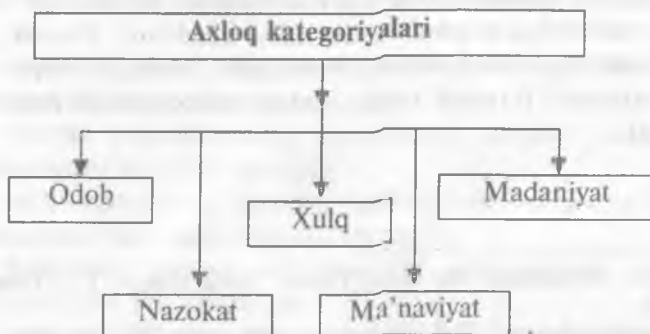 Axloq kategoriyalari
Odob
Madaniyat
Xulq
Nazokat
Ma'naviyat